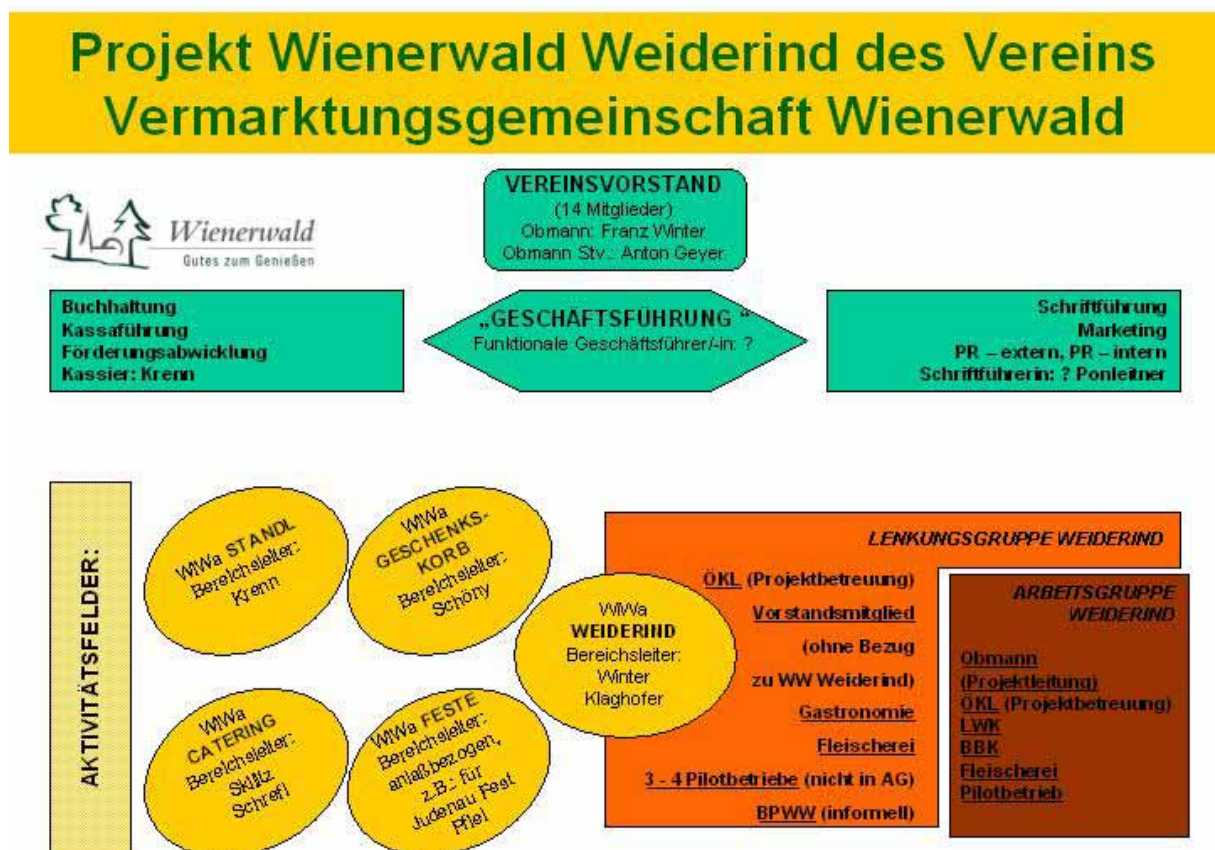 Projekt Wienerwald Weiderind des Vereins
Vermarktungsgemeinschaft Wienerwald
Wienerwald
Gutes zum Genießen
VEREINSVORSTAND
(14 Mitglieder)
Obmann: Franz Winter
Obmann Stv.: Anton Geyer
Buchhaltung
Kassaführung
Förderungsabwicklung
Kassier: Krenn
„GESCHÄFTSFÜHRUNG “
Funktionale Geschäftsführer/-in: ?
Schriftführung
Marketing
PR – extern, PR – intern
Schriftführerin: ? Ponleitner
AKTIVITÄTSFELDER:
WIWa STANDL
Bereichsleiter:
Krenn
WIWa
GESCHENKS-
KORB
Bereichsleiter:
Schöny
WIWa
CATERING
Bereichsleiter:
Schrefl
WIWa FESTE
Bereichsleiter:
anlaßbezogen,
z.B.: für
Judenau Fest
WIWa
WEIDERIND
Bereichsleiter:
Winter
Klaghofer
LENKUNGSGRUPPE WEIDERIND
ÖKL (Projektbetreuung)
Vorstandsmitglied
(ohne Bezug
zu WW Weiderind)
Gastronomie
Fleischerei
3 - 4 Pilotbetriebe (nicht in AG)
BPWW (informell)
ARBEITSGRUPPE
WEIDERIND
Obmann
(Projektleitung)
ÖKL (Projektbetreuung)
LWK
BBK
Fleischerei
Pilotbetrieb